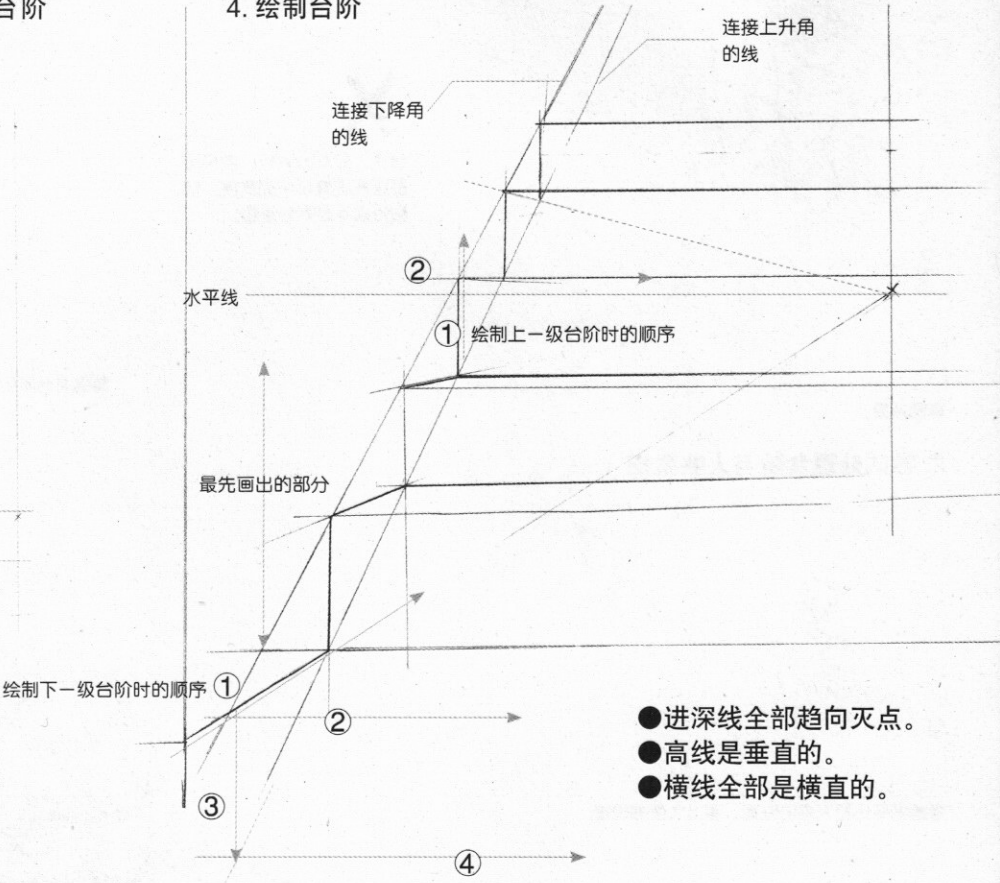 台阶
4. 绘制台阶
连接上升角
的线
连接下降角
的线
②
水平线
① 绘制上一级台阶时的顺序
最先画出的部分
绘制下一级台阶时的顺序 ①
②
●进深线全部趋向灭点。
●高线是垂直的。
●横线全部是横直的。
③
④